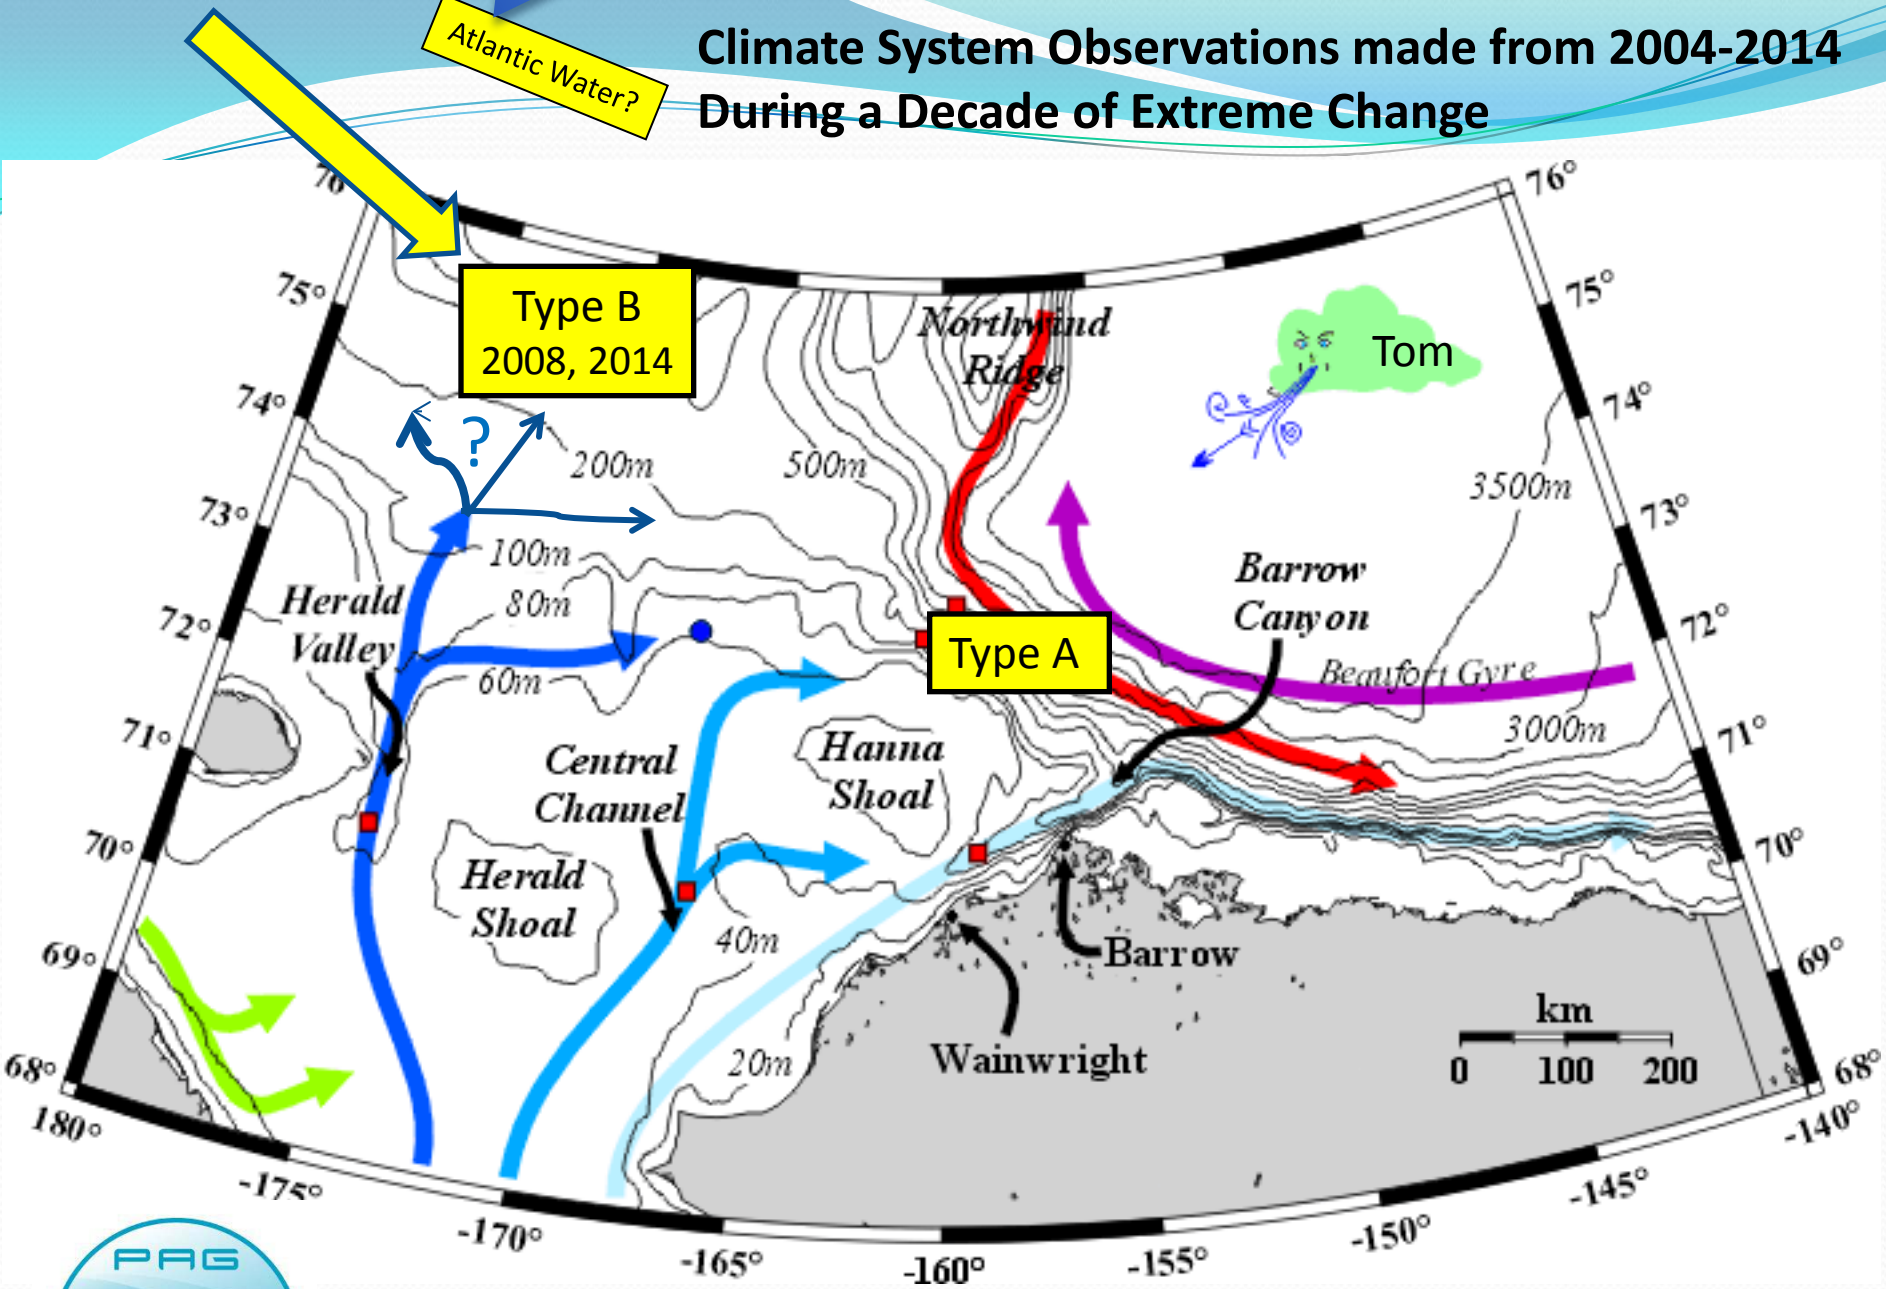 Atlantic Water?
Climate System Observations made from 2004-2014
During a Decade of Extreme Change
76
76°
75°
75°
74°
74°
73°
73°
72°
72°
71°
71°
70°
70°
69°
69°
68°
68°
Type B
2008, 2014
Northwind
Ridge
Tom
?
200m
500m
3500m
100m
80m
60m
Herald
Valley
Barrow
Canyon
Type A
Beaufort Gyre
3000m
Central
Channel
Hanna
Shoal
Herald
Shoal
40m
20m
Barrow
Wainwright
km
0 100 200
180°
-175°
-170°
-165°
-160°
-155°
-150°
-145°
-140°
PAG